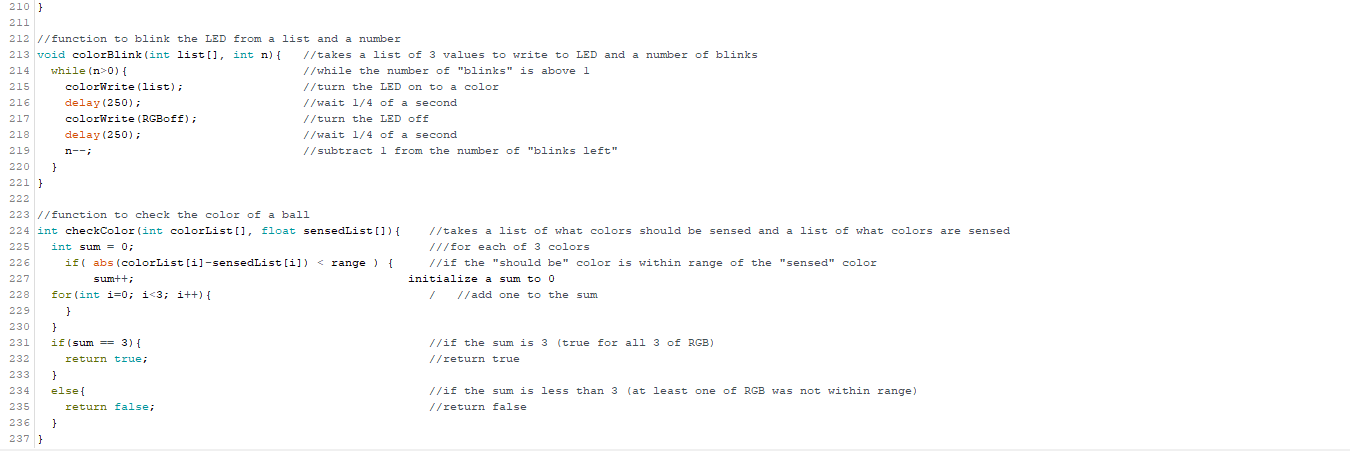 210 }
211
212 //function to blink the LED from a list and a number
213 void colorBlink(int list[], int n){   //takes a list of 3 values to write to LED and a number of blinks
214   while(n>0){                         //while the number of "blinks" is above 1
215     colorWrite(list);                 //turn the LED on to a color
216     delay(250);                       //wait 1/4 of a second
217     colorWrite(RGBoff);               //turn the LED off
218     delay(250);                       //wait 1/4 of a second
219     n--;                              //subtract 1 from the number of "blinks left"
220   }
221 }
222
223 //function to check the color of a ball
224 int checkColor(int colorList[], float sensedList[]){    //takes a list of what colors should be sensed and a list of what colors are sensed
225   int sum = 0;                                          ///for each of 3 colors
226     if( abs(colorList[i]-sensedList[i]) < range ) {     //if the "should be" color is within range of the "sensed" color
227         sum++;                                       initialize a sum to 0
228   for(int i=0; i<3; i++){                               /   //add one to the sum
229     }
230   }
231   if(sum == 3){                                         //if the sum is 3 (true for all 3 of RGB)
232     return true;                                        //return true
233   }
234   else{                                                 //if the sum is less than 3 (at least one of RGB was not within range)
235     return false;                                       //return false
236   }
237 }